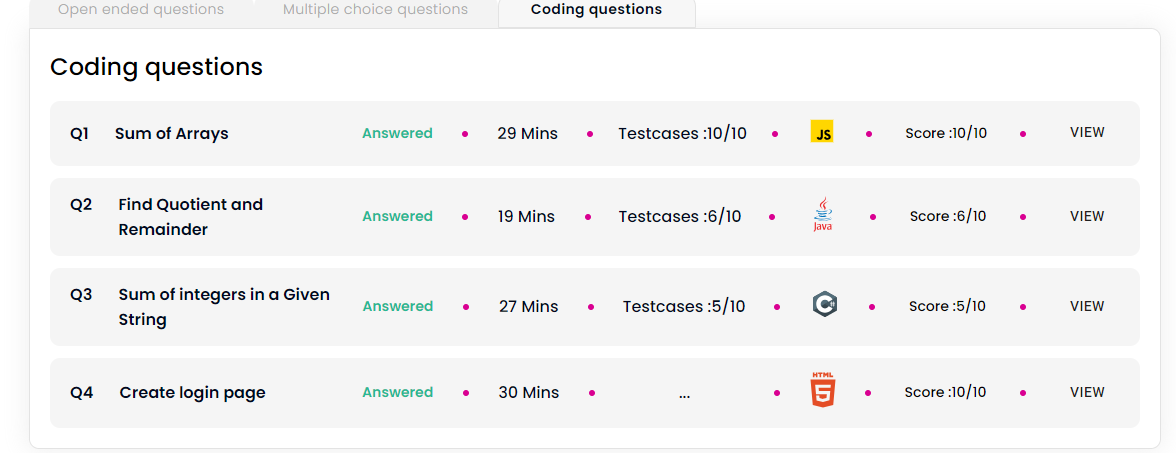 Open ended questions Multiple choice questions Coding questions
Coding questions
Q1 Sum of Arrays Answered 29 Mins Testcases :10/10 JS Score :10/10 VIEW
Q2 Find Quotient and Remainder Answered 19 Mins Testcases :6/10 Java Score :6/10 VIEW
Q3 Sum of integers in a Given String Answered 27 Mins Testcases :5/10 C# Score :5/10 VIEW
Q4 Create login page Answered 30 Mins ... HTML 5 Score :10/10 VIEW